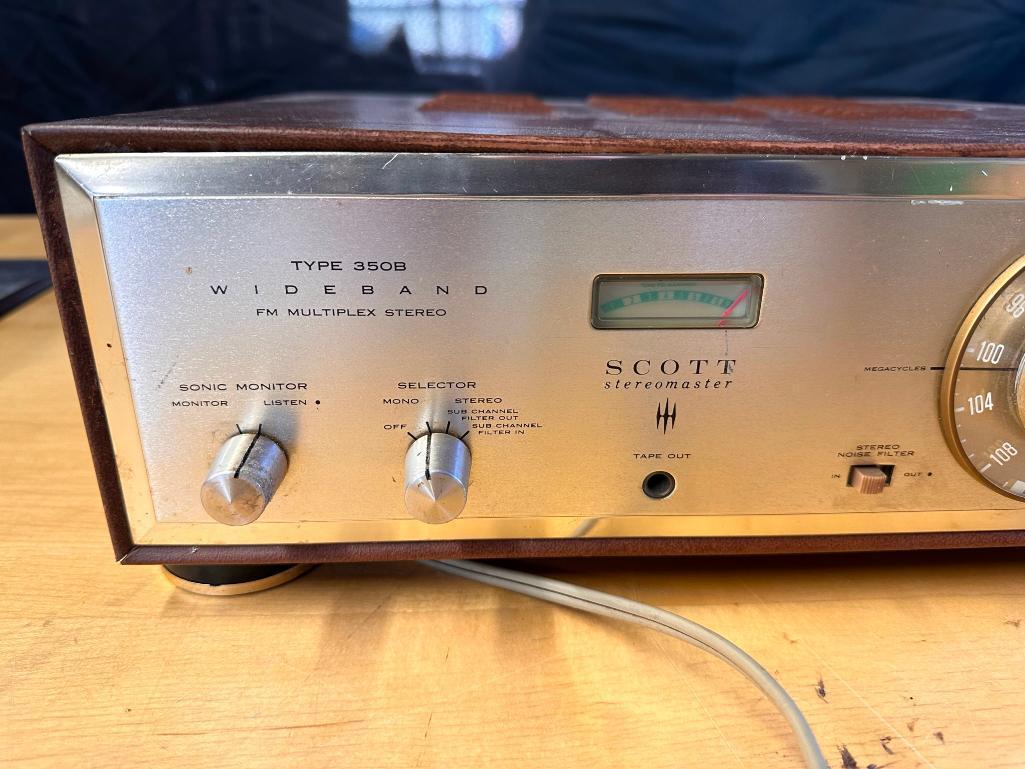 TYPE 350B
WIDEBAND
FM MULTIPLEX STEREO
SCOTT
stereomaster
SONIC MONITOR
MONITOR LISTEN
SELECTOR
MONO STEREO
SUB CHANNEL
FILTER OUT
OFF SUB CHANNEL
FILTER IN
TAPE OUT
MEGACYCLES
96
100
104
108
STEREO
NOISE FILTER
IN OUT